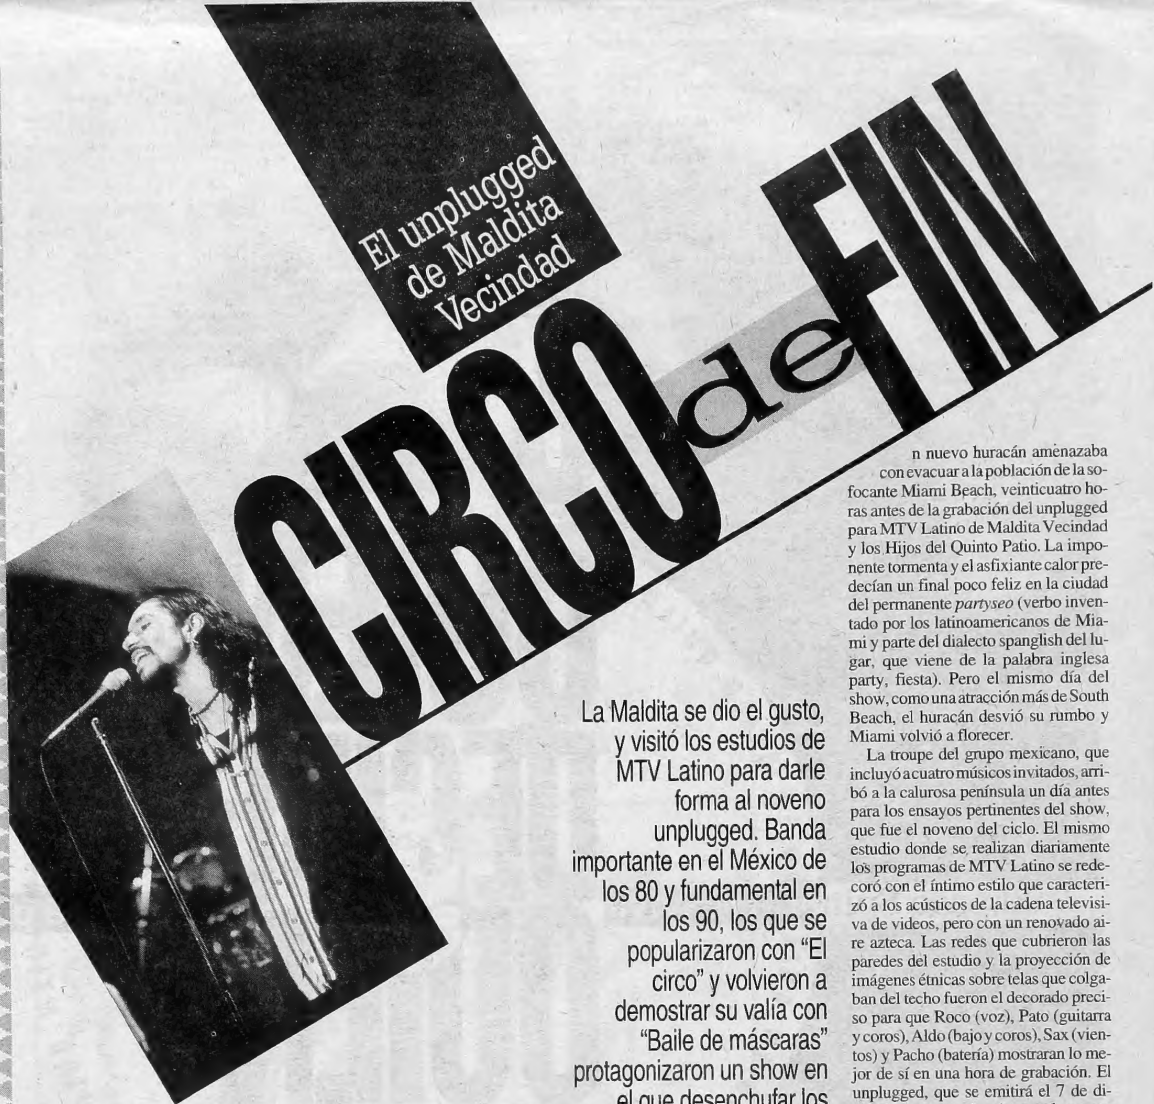 El unplugged
de Maldita
Vecindad
CIRCO de FIN
La Maldita se dio el gusto,
y visitó los estudios de
MTV Latino para darle
forma al noveno
unplugged. Banda
importante en el México de
los 80 y fundamental en
los 90, los que se
popularizaron con “El
circo” y volvieron a
demostrar su valía con
“Baile de máscaras”
protagonizaron un show en
el que desenchufar los
n nuevo huracán amenazaba
con evacuar a la población de la so-
focante Miami Beach, veinticuatro ho-
ras antes de la grabación del unplugged
para MTV Latino de Maldita Vecindad
y los Hijos del Quinto Patio. La impo-
nente tormenta y el asfixiante calor pre-
decían un final poco feliz en la ciudad
del permanente partyseo (verbo inven-
tado por los latinoamericanos de Mia-
mi y parte del dialecto spanglish del lu-
gar, que viene de la palabra inglesa
party, fiesta). Pero el mismo día del
show, como una atracción más de South
Beach, el huracán desvió su rumbo y
Miami volvió a florecer.
La troupe del grupo mexicano, que
incluyó a cuatro músicos invitados, arri-
bó a la calurosa península un día antes
para los ensayos pertinentes del show,
que fue el noveno del ciclo. El mismo
estudio donde se realizan diariamente
los programas de MTV Latino se rede-
coró con el íntimo estilo que caracteri-
zó a los acústicos de la cadena televisi-
va de videos, pero con un renovado ai-
re azteca. Las redes que cubrieron las
paredes del estudio y la proyección de
imágenes étnicas sobre telas que colga-
ban del techo fueron el decorado preci-
so para que Roco (voz), Pato (guitarra
y coros), Aldo (bajo y coros), Sax (vien-
tos) y Pacho (batería) mostraran lo me-
jor de sí en una hora de grabación. El
unplugged, que se emitirá el 7 de di-